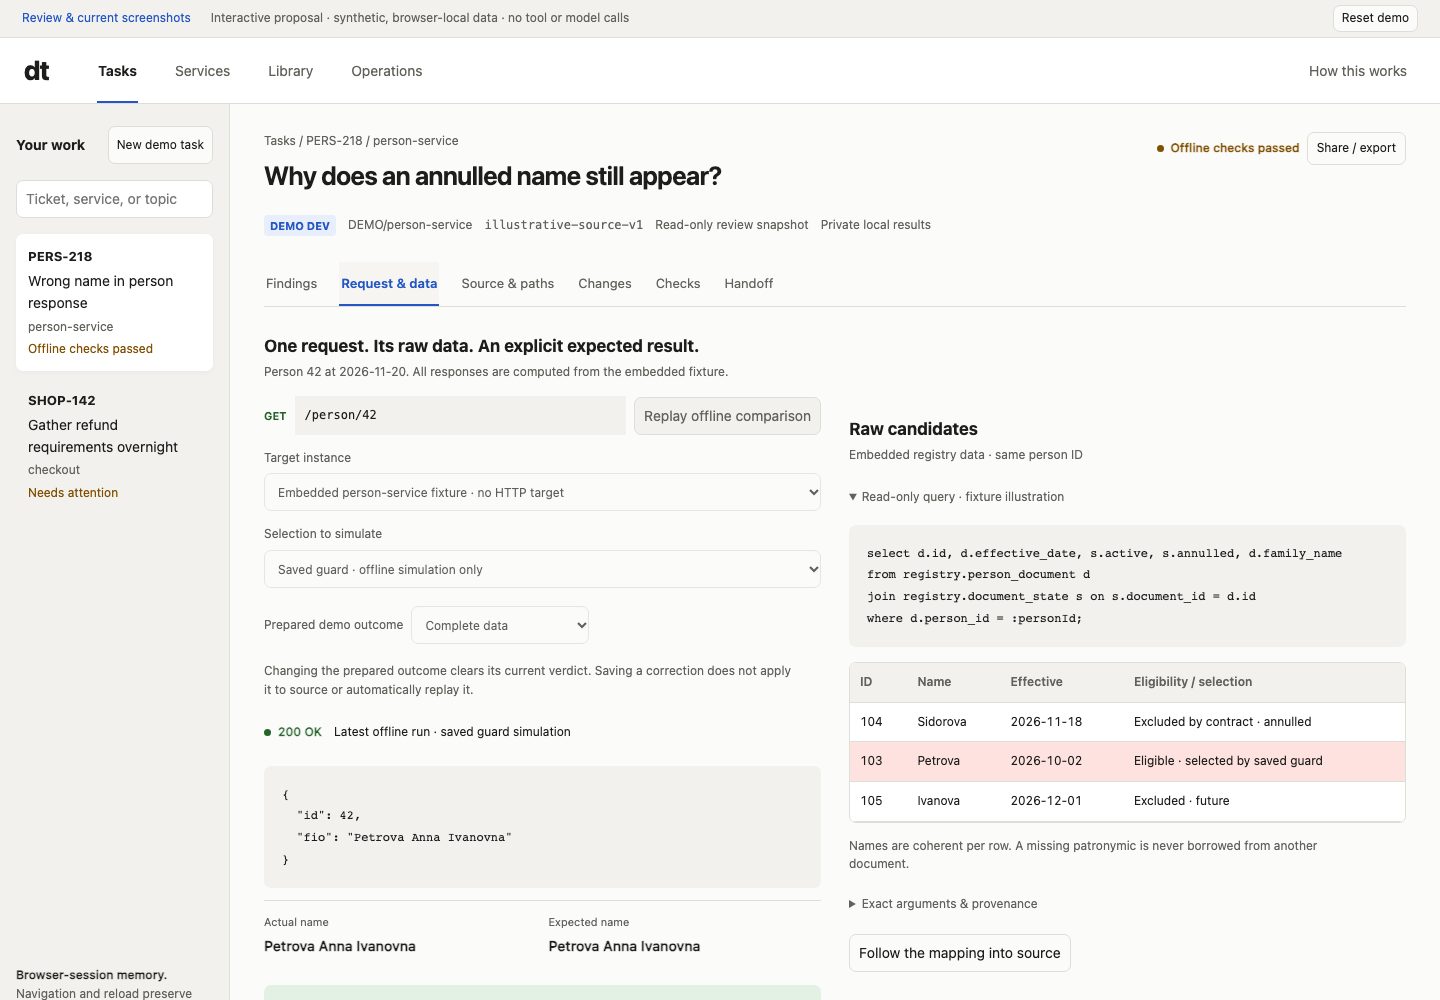 Review & current screenshots
Interactive proposal · synthetic, browser-local data · no tool or model calls
Reset demo
dt
Tasks
Services
Library
Operations
How this works
Your work
New demo task
Ticket, service, or topic
PERS-218
Wrong name in person
response
person-service
Offline checks passed
SHOP-142
Gather refund
requirements overnight
checkout
Needs attention
Browser-session memory.
Navigation and reload preserve
Tasks / PERS-218 / person-service
Offline checks passed
Share / export
Why does an annulled name still appear?
DEMO DEV
DEMO/person-service
illustrative-source-v1
Read-only review snapshot
Private local results
Findings
Request & data
Source & paths
Changes
Checks
Handoff
One request. Its raw data. An explicit expected result.
Person 42 at 2026-11-20. All responses are computed from the embedded fixture.
GET
/person/42
Replay offline comparison
Target instance
Embedded person-service fixture · no HTTP target
Selection to simulate
Saved guard · offline simulation only
Prepared demo outcome
Complete data
Changing the prepared outcome clears its current verdict. Saving a correction does not apply
it to source or automatically replay it.
200 OK
Latest offline run · saved guard simulation
{
"id": 42,
"fio": "Petrova Anna Ivanovna"
}
Actual name
Expected name
Petrova Anna Ivanovna
Petrova Anna Ivanovna
Raw candidates
Embedded registry data · same person ID
▼ Read-only query · fixture illustration
select d.id, d.effective_date, s.active, s.annulled, d.family_name
from registry.person_document d
join registry.document_state s on s.document_id = d.id
where d.person_id = :personId;
ID Name Effective Eligibility / selection
104 Sidorova 2026-11-18 Excluded by contract · annulled
103 Petrova 2026-10-02 Eligible · selected by saved guard
105 Ivanova 2026-12-01 Excluded · future
Names are coherent per row. A missing patronymic is never borrowed from another
document.
▶ Exact arguments & provenance
Follow the mapping into source